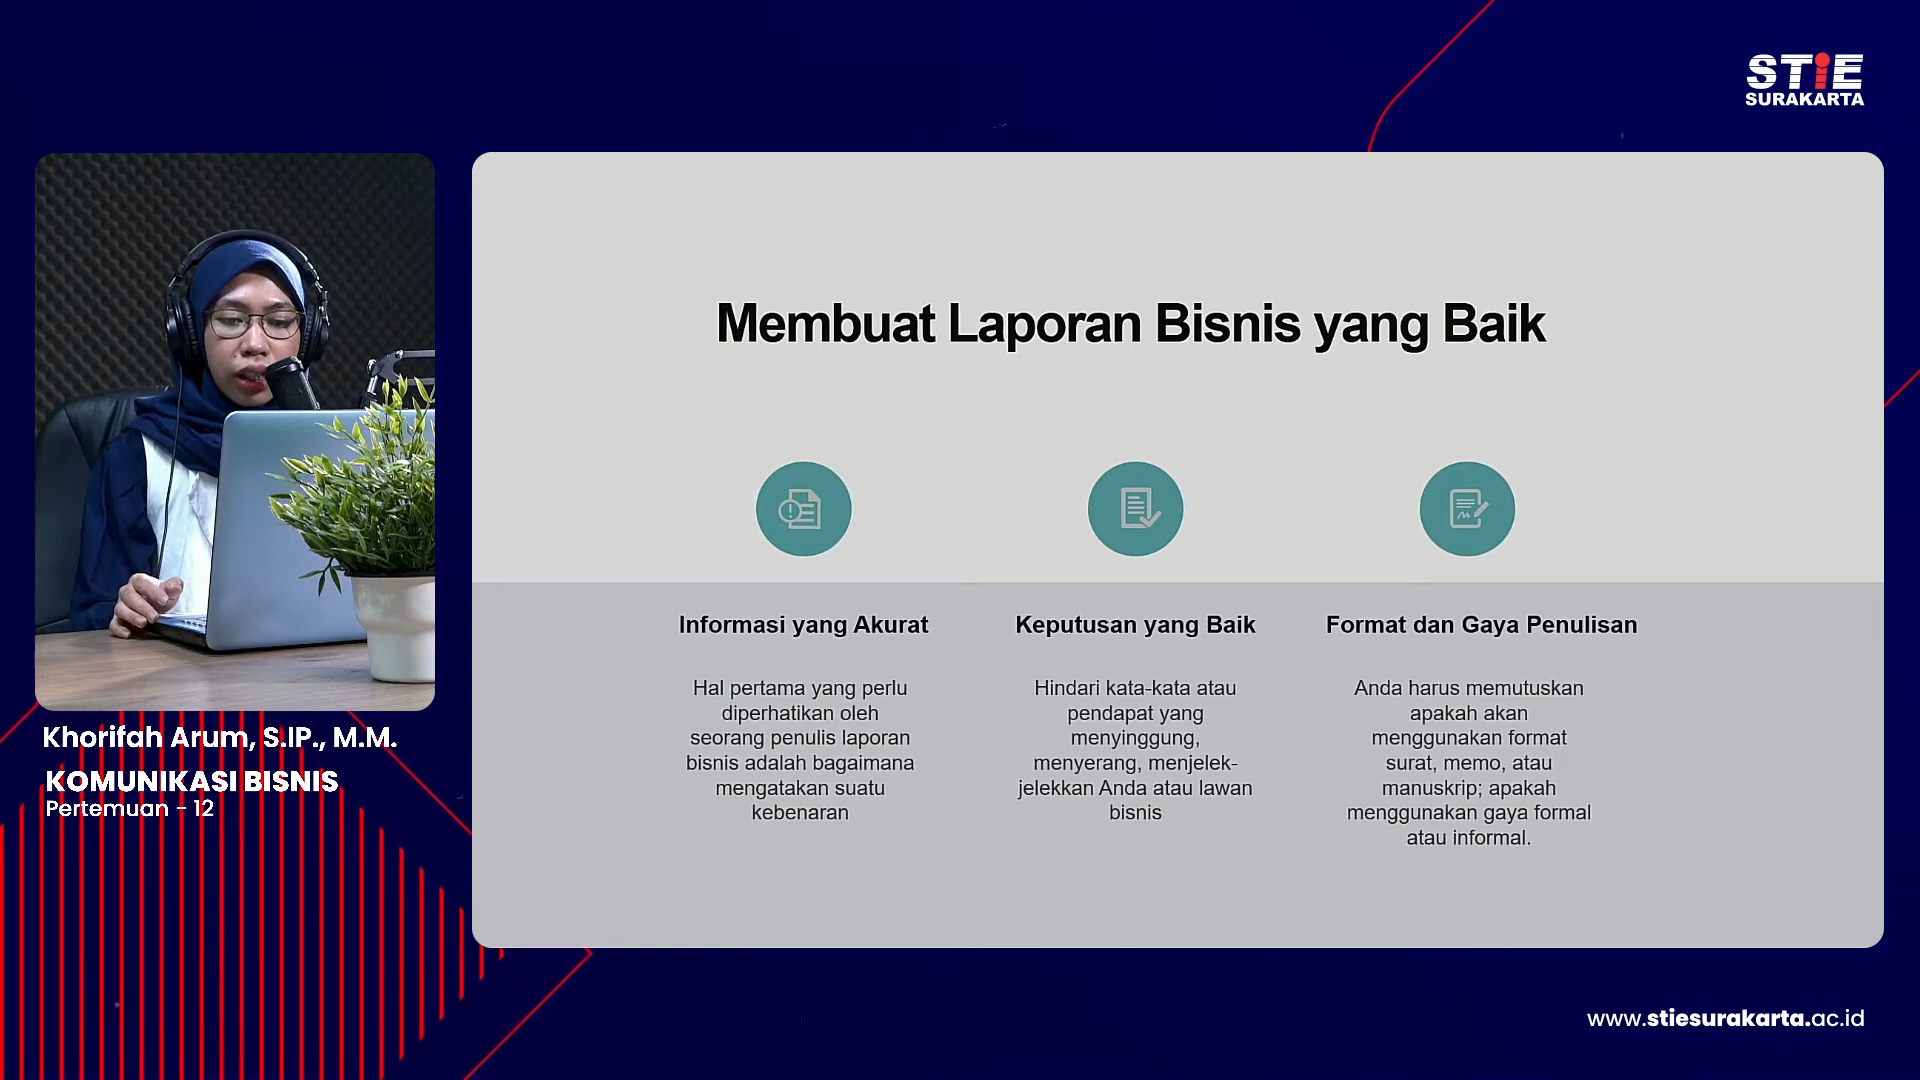 STiE
SURAKARTA
Membuat Laporan Bisnis yang Baik
Informasi yang Akurat
Hal pertama yang perlu
diperhatikan oleh
seorang penulis laporan
bisnis adalah bagaimana
mengatakan suatu
kebenaran
Keputusan yang Baik
Hindari kata-kata atau
pendapat yang
menyinggung,
menyerang, menjelek-
jelekkan Anda atau lawan
bisnis
Format dan Gaya Penulisan
Anda harus memutuskan
apakah akan
menggunakan format
surat, memo, atau
manuskrip; apakah
menggunakan gaya formal
atau informal.
Khorifah Arum, S.IP., M.M.
KOMUNIKASI BISNIS
Pertemuan - 12
www.stiesurakarta.ac.id